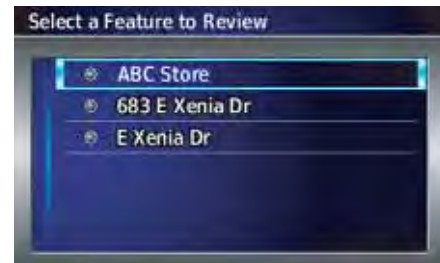 Select a Feature to Review
ABC Store
683 E Xenia Dr
E Xenia Dr